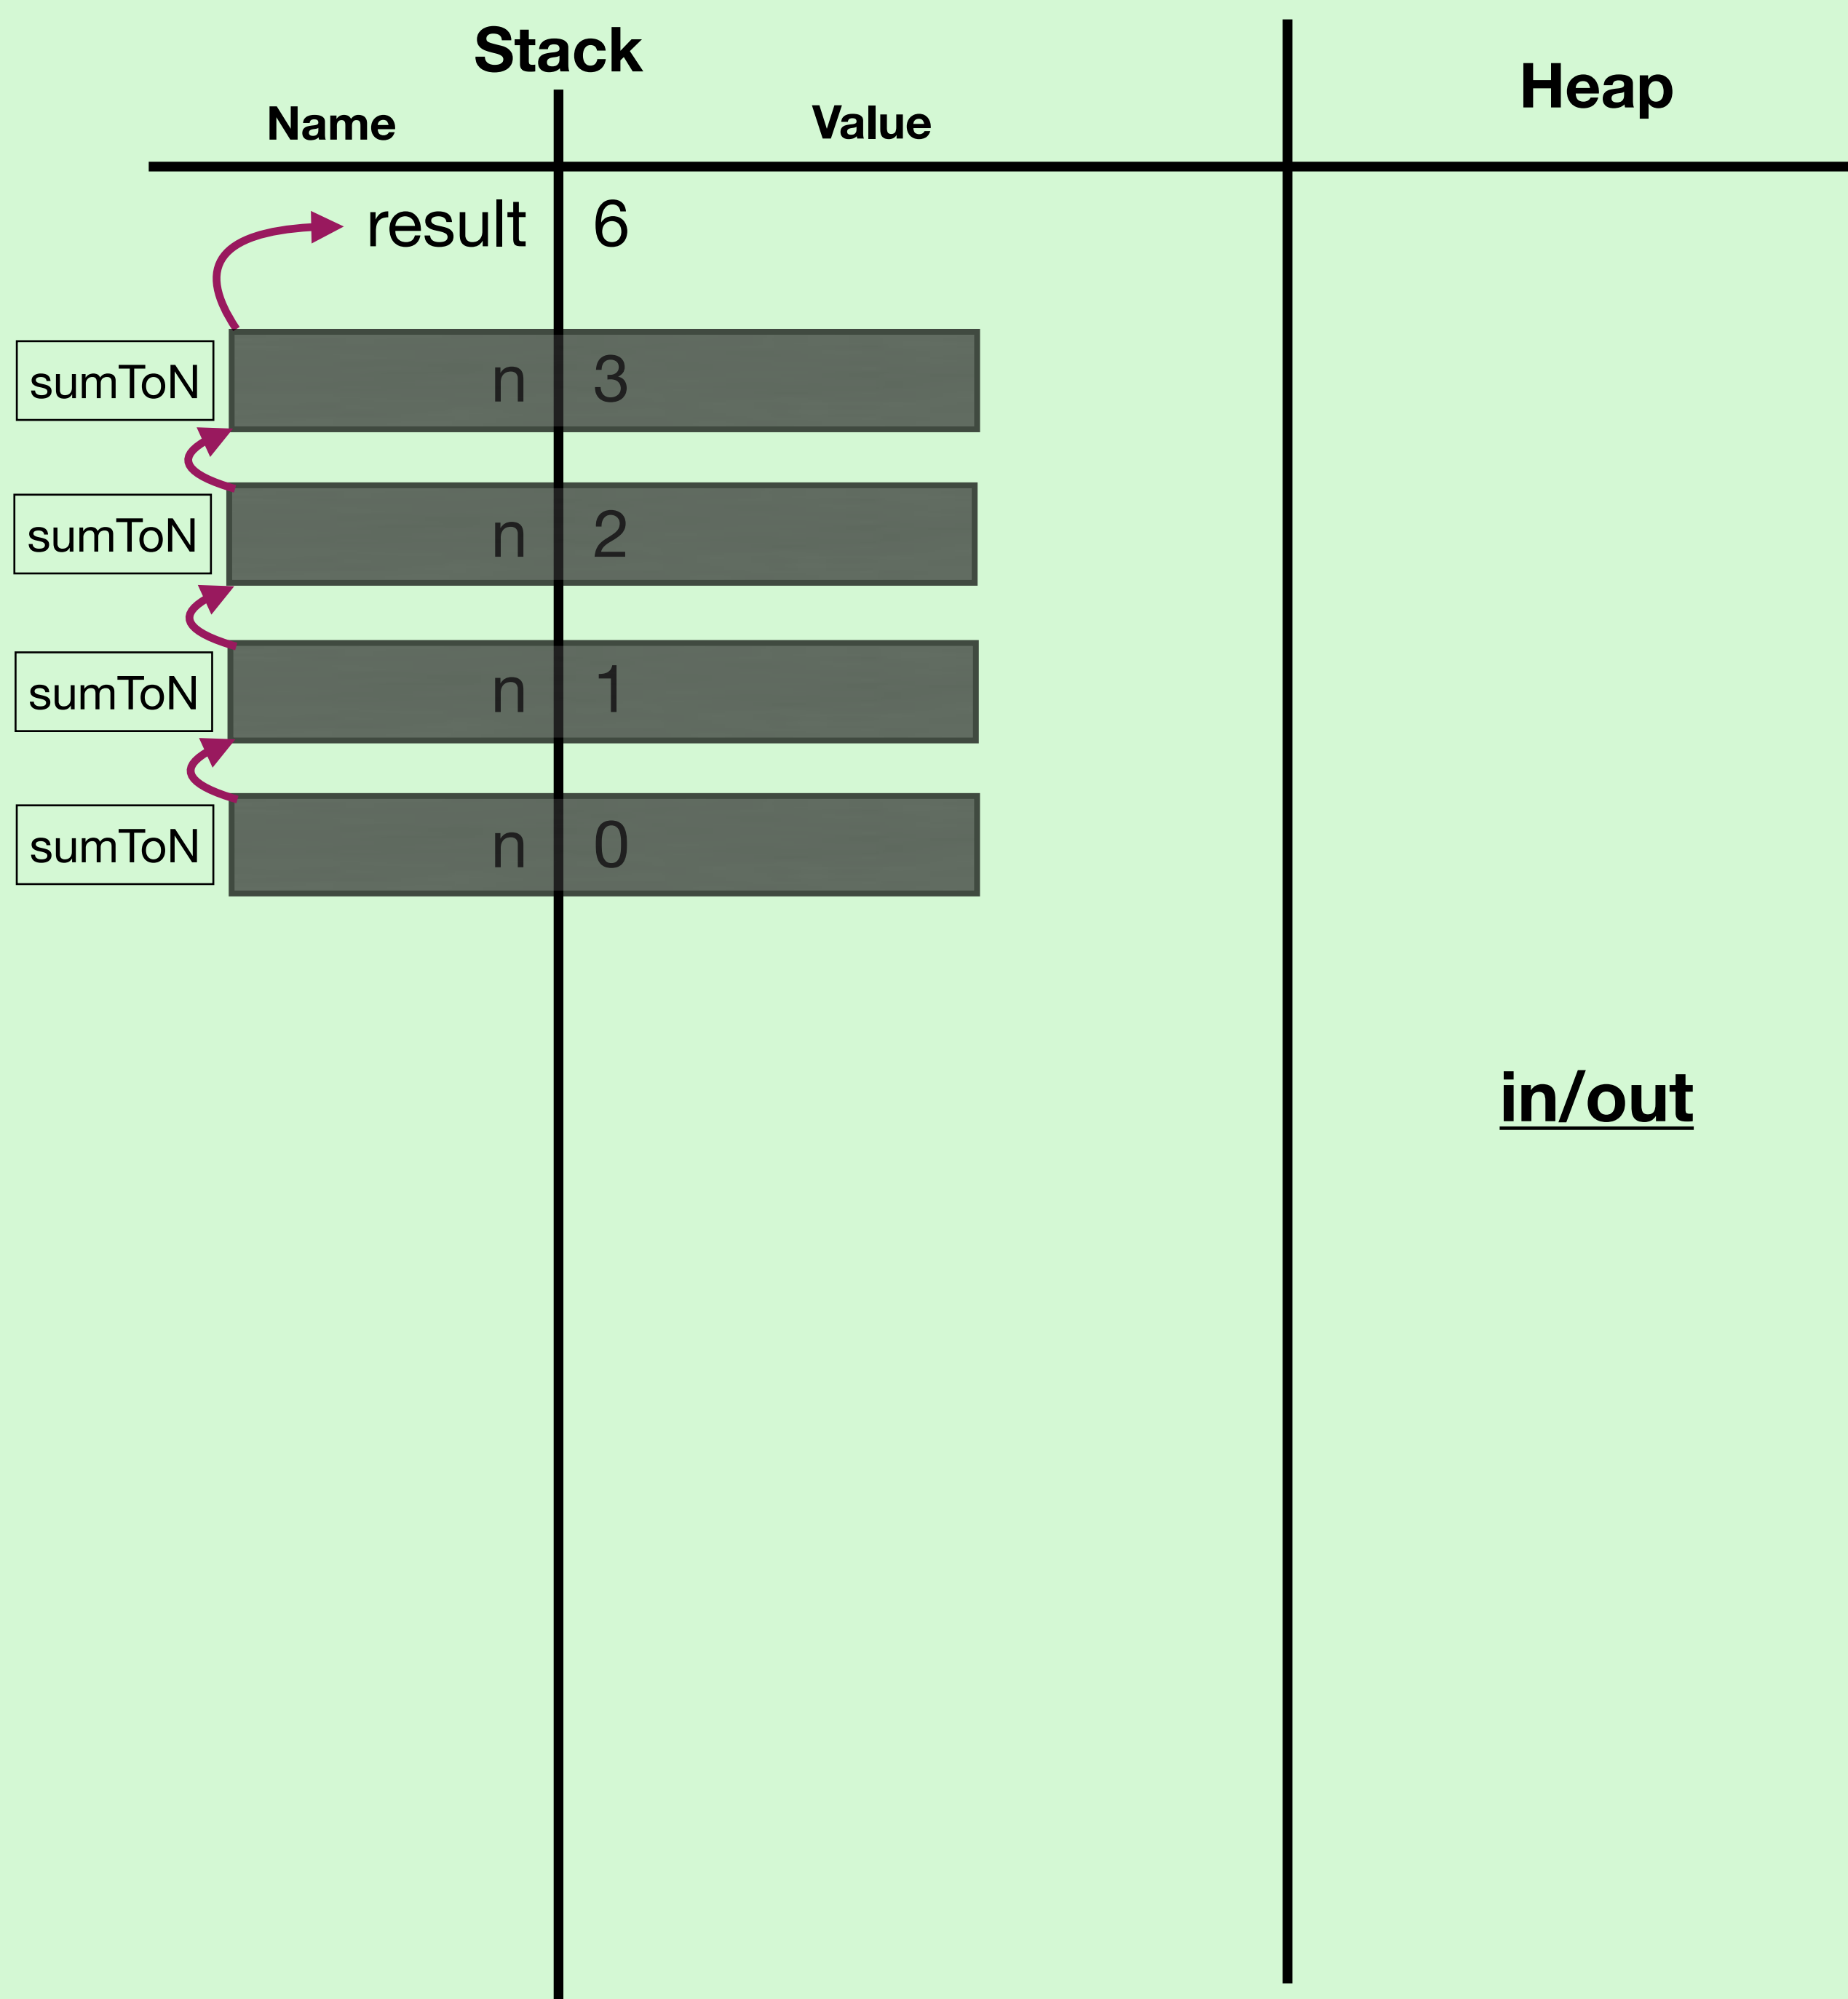 Stack
Heap
Name Value
result 6
sumToN n 3
sumToN n 2
sumToN n 1
sumToN n 0
in/out